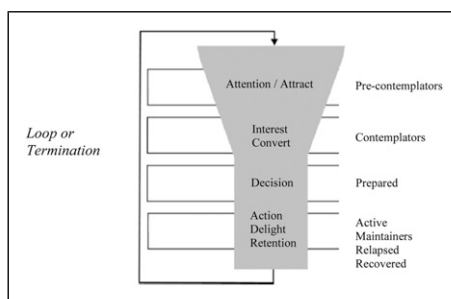 Attention / Attract
Pre-contemplators
Loop or
Termination
Interest
Convert
Contemplators
Decision
Prepared
Action
Delight
Retention
Active
Maintainers
Relapsed
Recovered